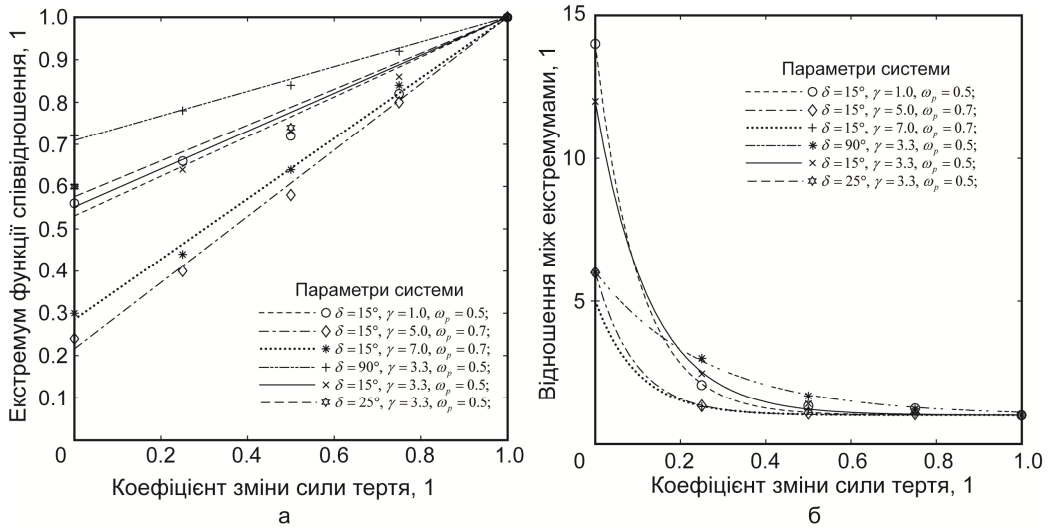 Екстремум функції співвідношення, 1
1.0
0.9
0.8
0.7
0.6
0.5
0.4
0.3
0.2
0.1
0
0.2
0.4
0.6
0.8
1.0
Параметри системи
δ = 15°, γ = 1.0, ωp = 0.5;
δ = 15°, γ = 5.0, ωp = 0.7;
δ = 15°, γ = 7.0, ωp = 0.7;
δ = 90°, γ = 3.3, ωp = 0.5;
δ = 15°, γ = 3.3, ωp = 0.5;
δ = 25°, γ = 3.3, ωp = 0.5;
Коефіцієнт зміни сили тертя, 1
а
Відношення між екстремумами, 1
15
10
5
0
0.2
0.4
0.6
0.8
1.0
Параметри системи
δ = 15°, γ = 1.0, ωp = 0.5;
δ = 15°, γ = 5.0, ωp = 0.7;
δ = 15°, γ = 7.0, ωp = 0.7;
δ = 90°, γ = 3.3, ωp = 0.5;
δ = 15°, γ = 3.3, ωp = 0.5;
δ = 25°, γ = 3.3, ωp = 0.5;
Коефіцієнт зміни сили тертя, 1
б